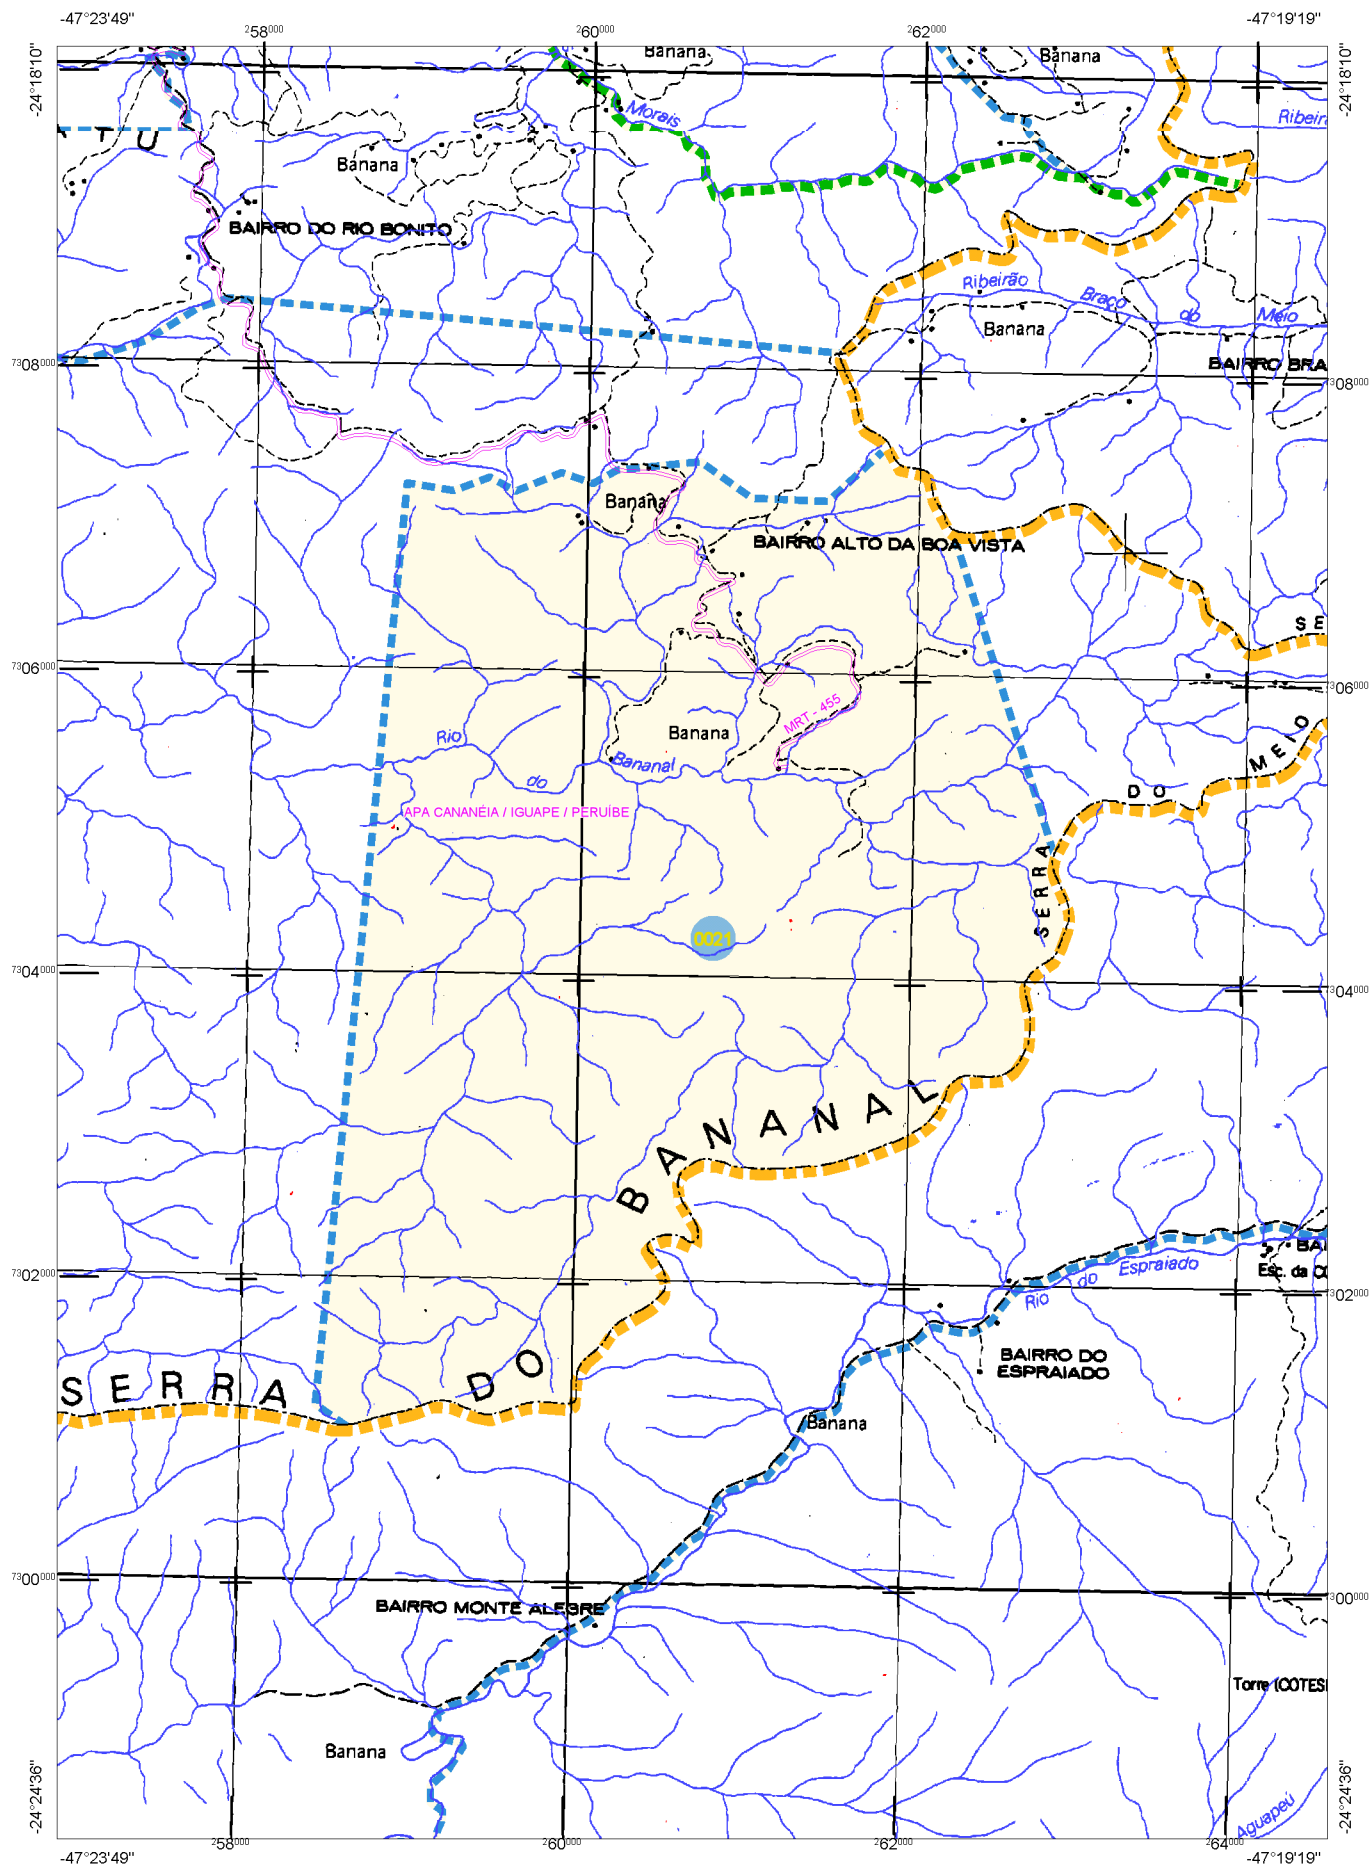 -47°23'49"
258000
260000
262000
-47°19'19"
-24°18'10"
-24°18'10"
Banana
Banana
Morais
Ribeir
A T U
Banana
BAIRRO DO RIO BONITO
Ribeirão Braço do Meio
Banana
7308000
BAIRRO BRA
7308000
Banana
BAIRRO ALTO DA BOA VISTA
SE
7306000
7306000
MRT - 455
Banana
Rio do Bananal
SERRA DO MEIO
APA CANANÉIA / IGUAPE / PERUÍBE
0021
7304000
7304000
SERRA DO BANANAL
7302000
BAI
Esc. da CO
7302000
Rio do Espraiado
BAIRRO DO
ESPRAIADO
Banana
7300000
7300000
BAIRRO MONTE ALEGRE
Torre (COTESI
Banana
-24°24'36"
-24°24'36"
Aguapeú
258000
260000
262000
264000
-47°23'49"
-47°19'19"